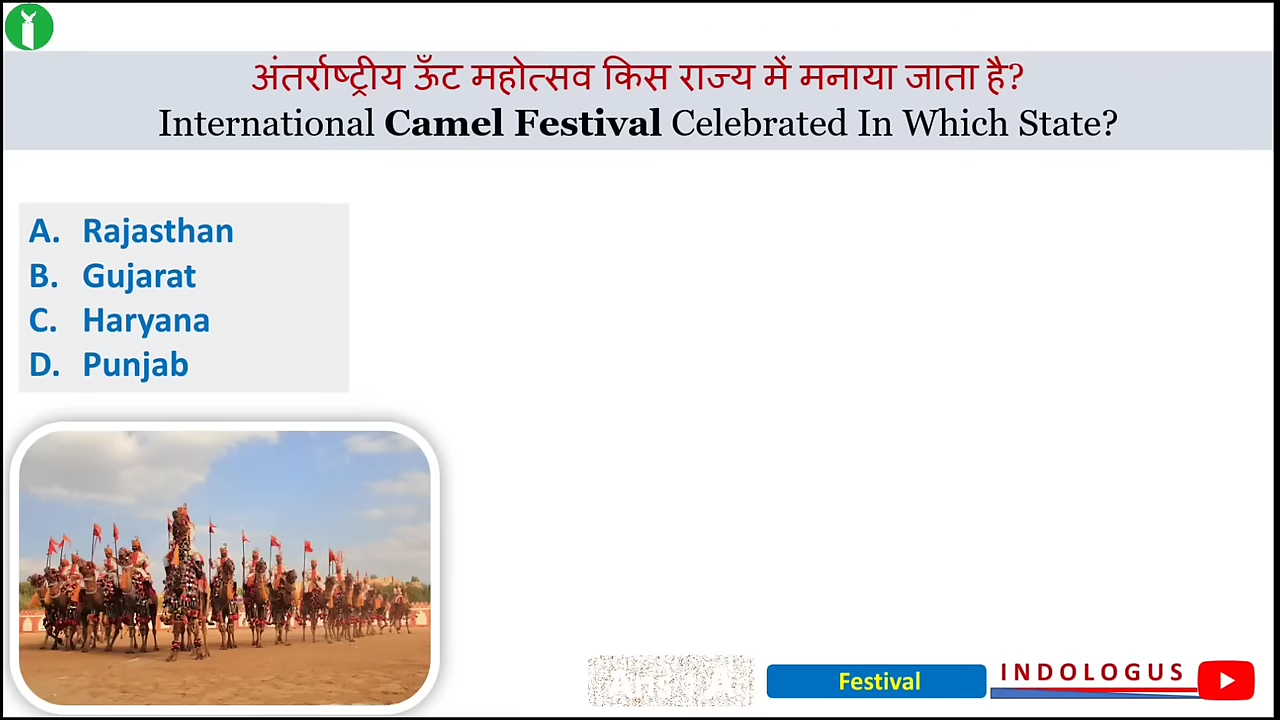 अंतर्राष्ट्रीय ऊँट महोत्सव किस राज्य में मनाया जाता है?
International Camel Festival Celebrated In Which State?
A. Rajasthan
B. Gujarat
C. Haryana
D. Punjab
Festival
INDOLOGUS